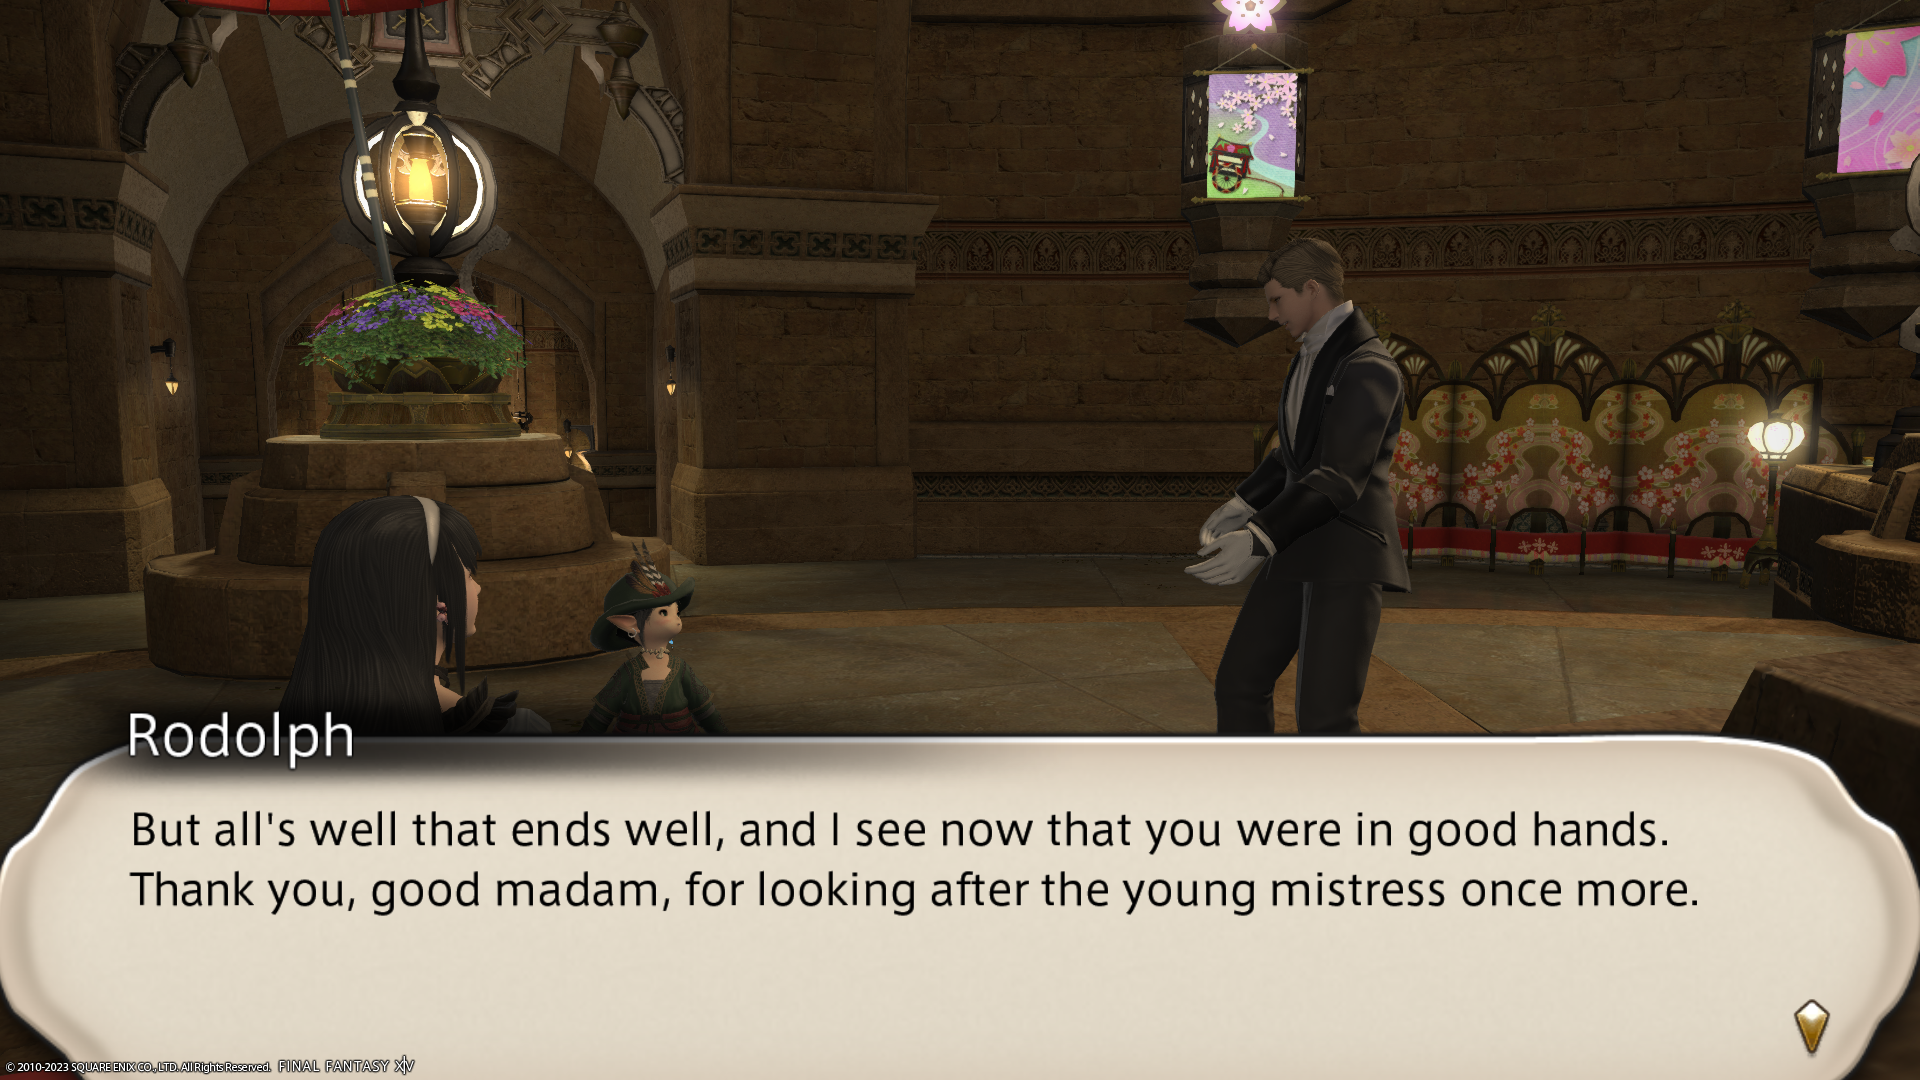 Rodolph
But all's well that ends well, and I see now that you were in good hands.
Thank you, good madam, for looking after the young mistress once more.
© 2010-2023 SQUARE ENIX CO., LTD. All Rights Reserved. FINAL FANTASY XIV